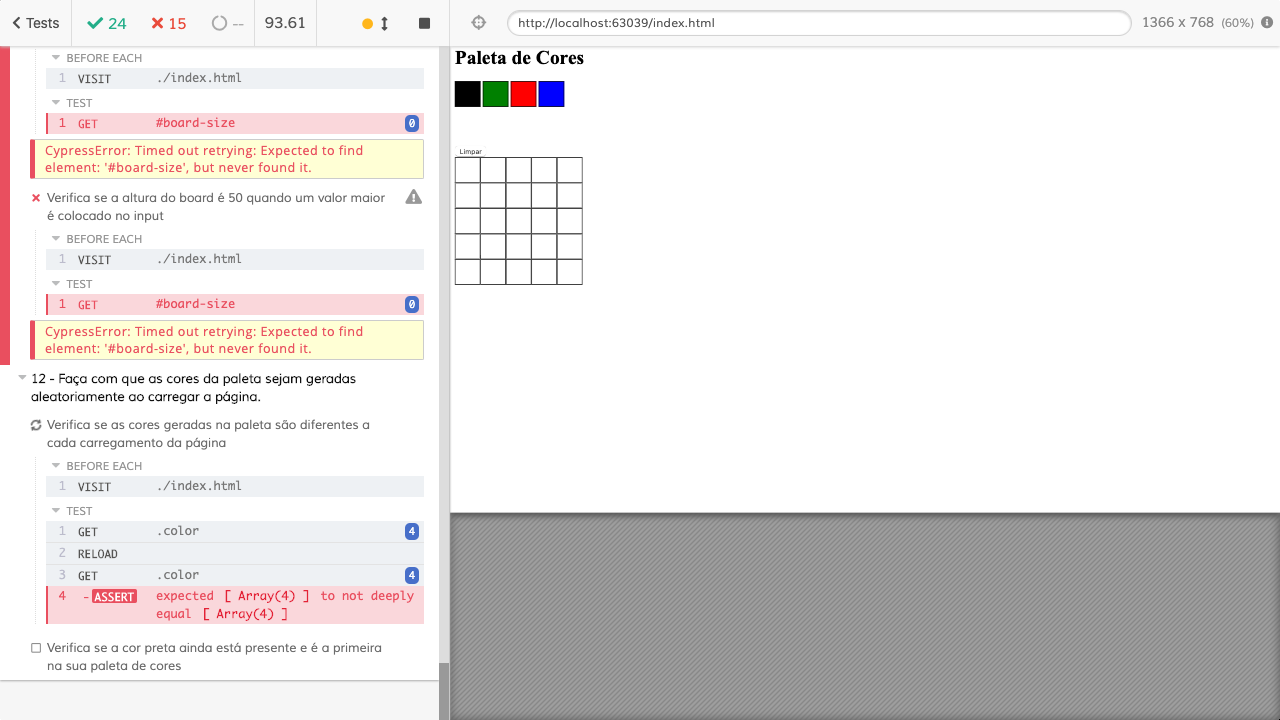 Tests 24 15 -- 93.61 http://localhost:63039/index.html 1366 x 768 (60%)
BEFORE EACH
1 VISIT ./index.html
TEST
1 GET #board-size 0
CypressError: Timed out retrying: Expected to find
element: '#board-size', but never found it.
Verifica se a altura do board é 50 quando um valor maior
é colocado no input
BEFORE EACH
1 VISIT ./index.html
TEST
1 GET #board-size 0
CypressError: Timed out retrying: Expected to find
element: '#board-size', but never found it.
12 - Faça com que as cores da paleta sejam geradas
aleatoriamente ao carregar a página.
Verifica se as cores geradas na paleta são diferentes a
cada carregamento da página
BEFORE EACH
1 VISIT ./index.html
TEST
1 GET .color 4
2 RELOAD
3 GET .color 4
4 -ASSERT expected [ Array(4) ] to not deeply
equal [ Array(4) ]
Verifica se a cor preta ainda está presente e é a primeira
na sua paleta de cores
Paleta de Cores
Limpar